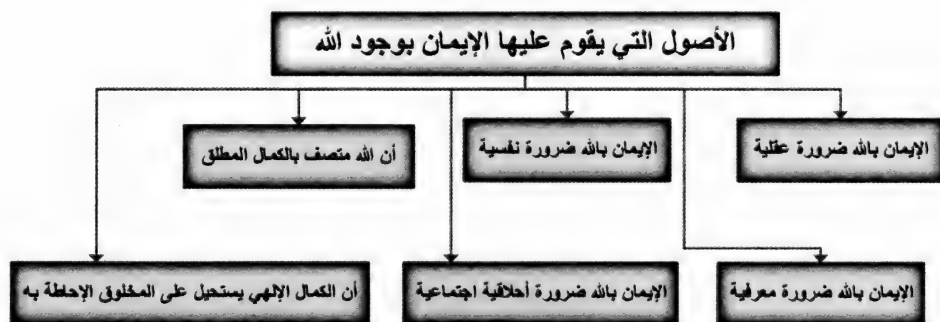 الأصول التي يقوم عليها الإيمان بوجود الله
الإيمان بالله ضرورة عقلية
الإيمان بالله ضرورة نفسية
أن الله متصف بالكمال المطلق
الإيمان بالله ضرورة معرفية
الإيمان بالله ضرورة أخلاقية اجتماعية
أن الكمال الإلهي يستحيل على المخلوق الإحاطة به